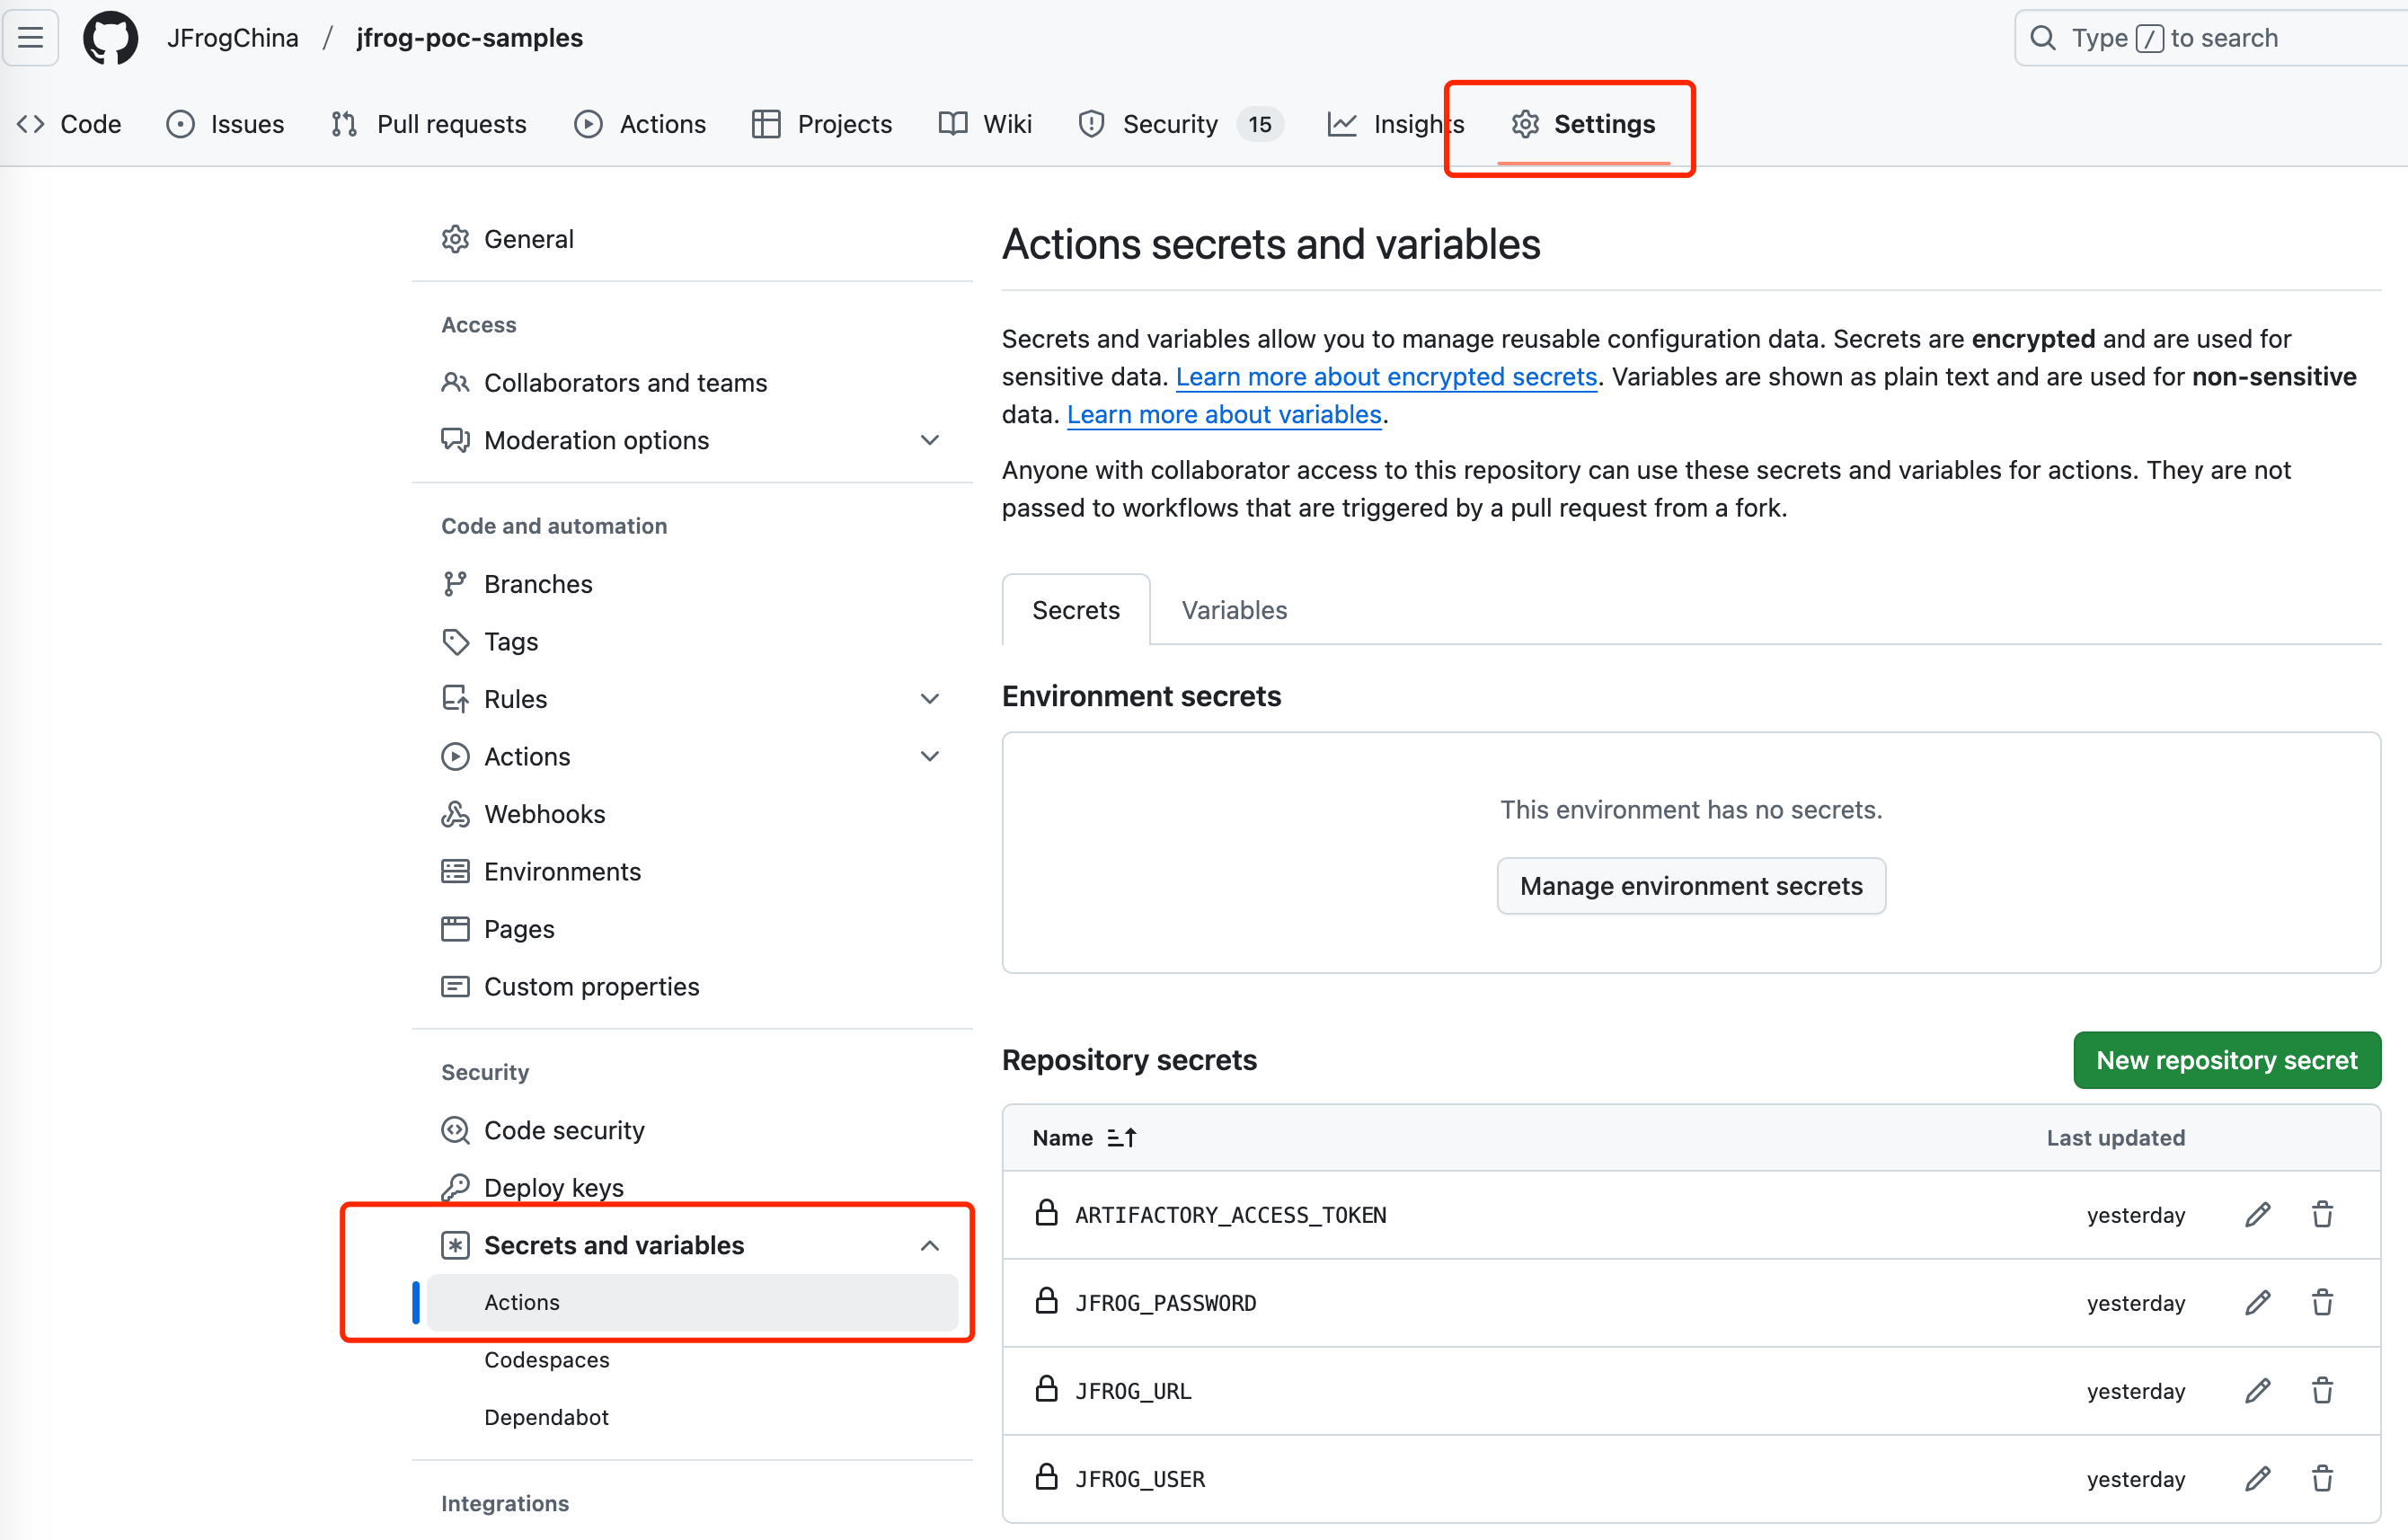 JFrogChina / jfrog-poc-samples
Type / to search
Code
Issues
Pull requests
Actions
Projects
Wiki
Security 15
Insights
Settings
General
Access
Collaborators and teams
Moderation options
Code and automation
Branches
Tags
Rules
Actions
Webhooks
Environments
Pages
Custom properties
Security
Code security
Deploy keys
Secrets and variables
Actions
Codespaces
Dependabot
Integrations
Actions secrets and variables
Secrets and variables allow you to manage reusable configuration data. Secrets are encrypted and are used for
sensitive data. Learn more about encrypted secrets. Variables are shown as plain text and are used for non-sensitive
data. Learn more about variables.
Anyone with collaborator access to this repository can use these secrets and variables for actions. They are not
passed to workflows that are triggered by a pull request from a fork.
Secrets
Variables
Environment secrets
This environment has no secrets.
Manage environment secrets
Repository secrets
New repository secret
Name
Last updated
ARTIFACTORY_ACCESS_TOKEN yesterday
JFROG_PASSWORD yesterday
JFROG_URL yesterday
JFROG_USER yesterday